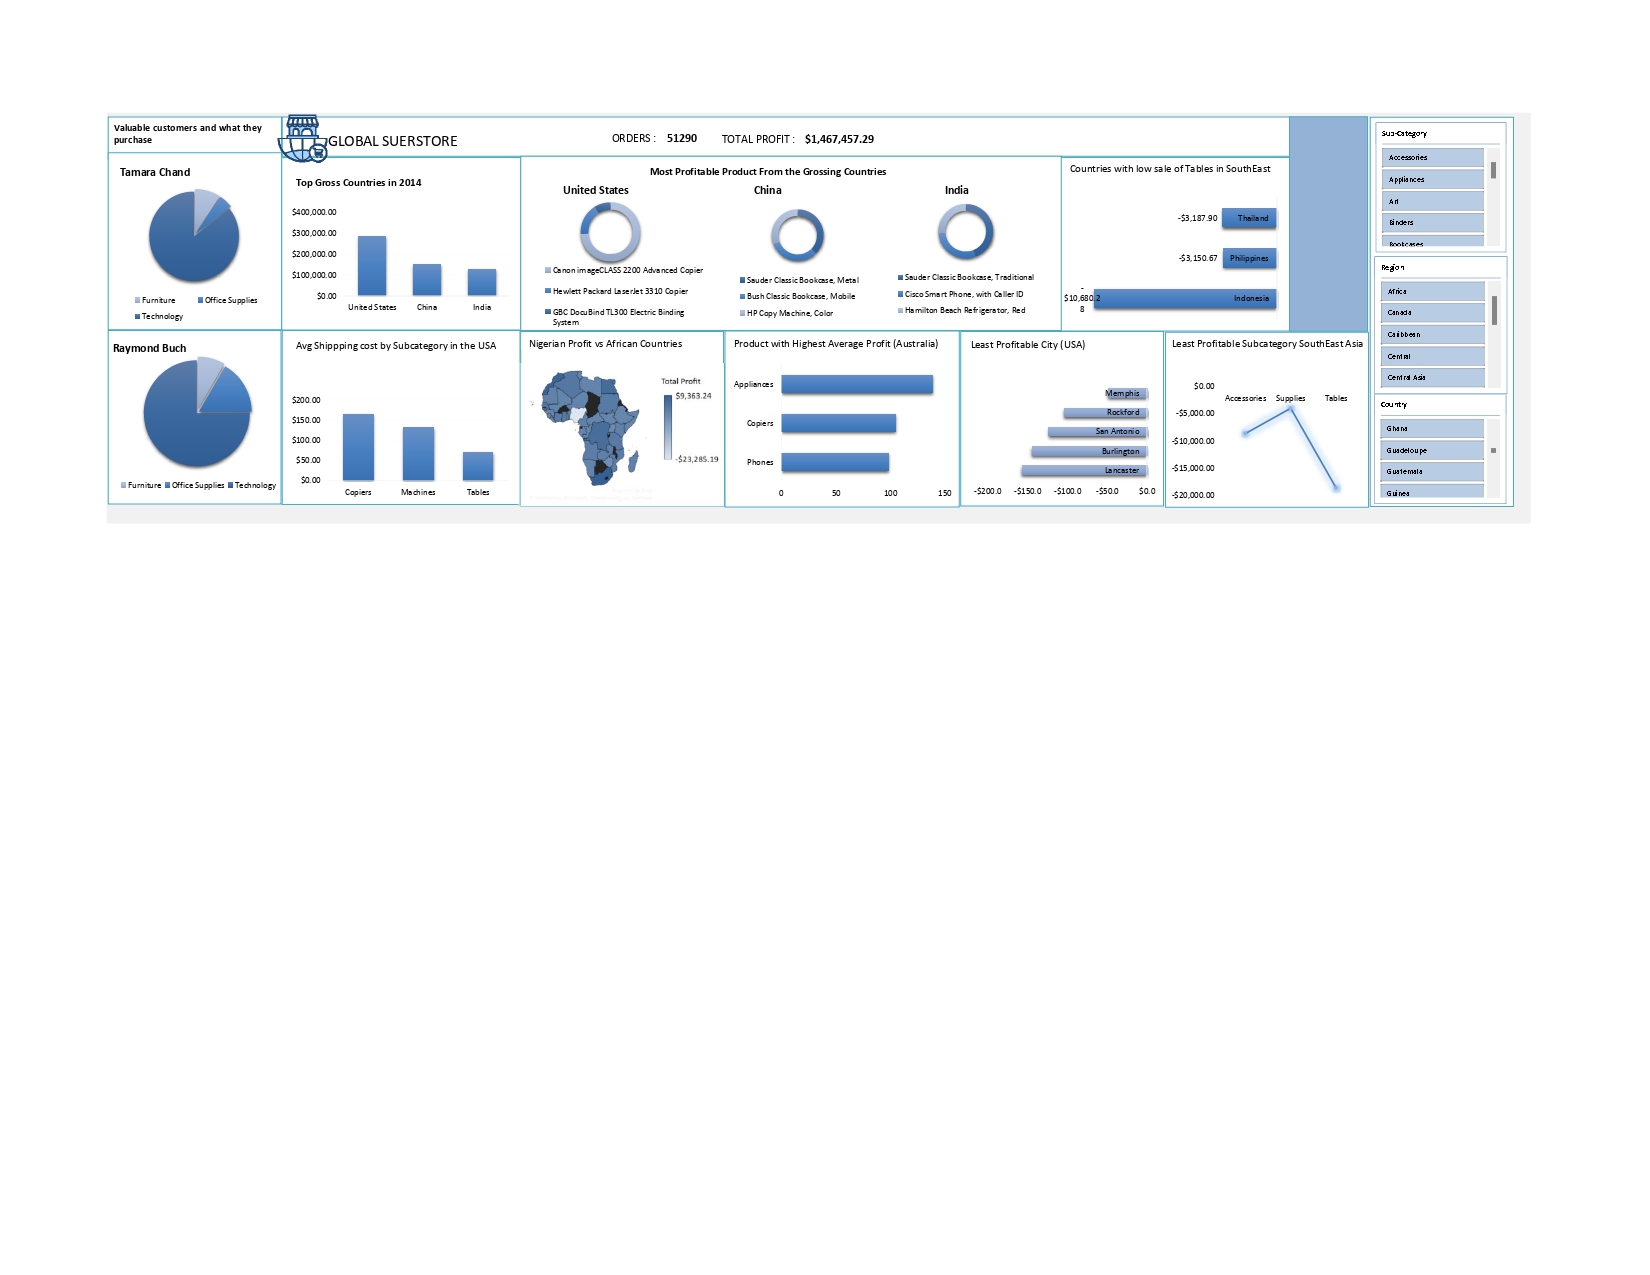 Valuable customers and what they
purchase
GLOBAL SUERSTORE
ORDERS : 51290 TOTAL PROFIT : $1,467,457.29
Tamara Chand
Furniture Office Supplies
Technology
Top Gross Countries in 2014
$400,000.00
$300,000.00
$200,000.00
$100,000.00
$0.00
United States China India
Most Profitable Product From the Grossing Countries
United States
Canon imageCLASS 2200 Advanced Copier
Hewlett Packard LaserJet 3310 Copier
GBC DocuBind TL300 Electric Binding
System
China
Sauder Classic Bookcase, Metal
Bush Classic Bookcase, Mobile
HP Copy Machine, Color
India
Sauder Classic Bookcase, Traditional
Cisco Smart Phone, with Caller ID
Hamilton Beach Refrigerator, Red
Countries with low sale of Tables in SouthEast
-$3,187.90 Thailand
-$3,150.67 Philippines
-
$10,680.2
8
Indonesia
Raymond Buch
Furniture Office Supplies Technology
Avg Shippping cost by Subcategory in the USA
$200.00
$150.00
$100.00
$50.00
$0.00
Copiers Machines Tables
Nigerian Profit vs African Countries
Total Profit
$9,363.24
-$23,285.19
Product with Highest Average Profit (Australia)
Appliances
Copiers
Phones
0 50 100 150
Least Profitable City (USA)
Memphis
Rockford
San Antonio
Burlington
Lancaster
-$200.0 -$150.0 -$100.0 -$50.0 $0.0
Least Profitable Subcategory SouthEast Asia
$0.00
Accessories Supplies Tables
-$5,000.00
-$10,000.00
-$15,000.00
-$20,000.00
Sub-Category
Accessories
Appliances
Art
Binders
Bookcases
Region
Africa
Canada
Caribbean
Central
Central Asia
Country
Ghana
Guadeloupe
Guatemala
Guinea